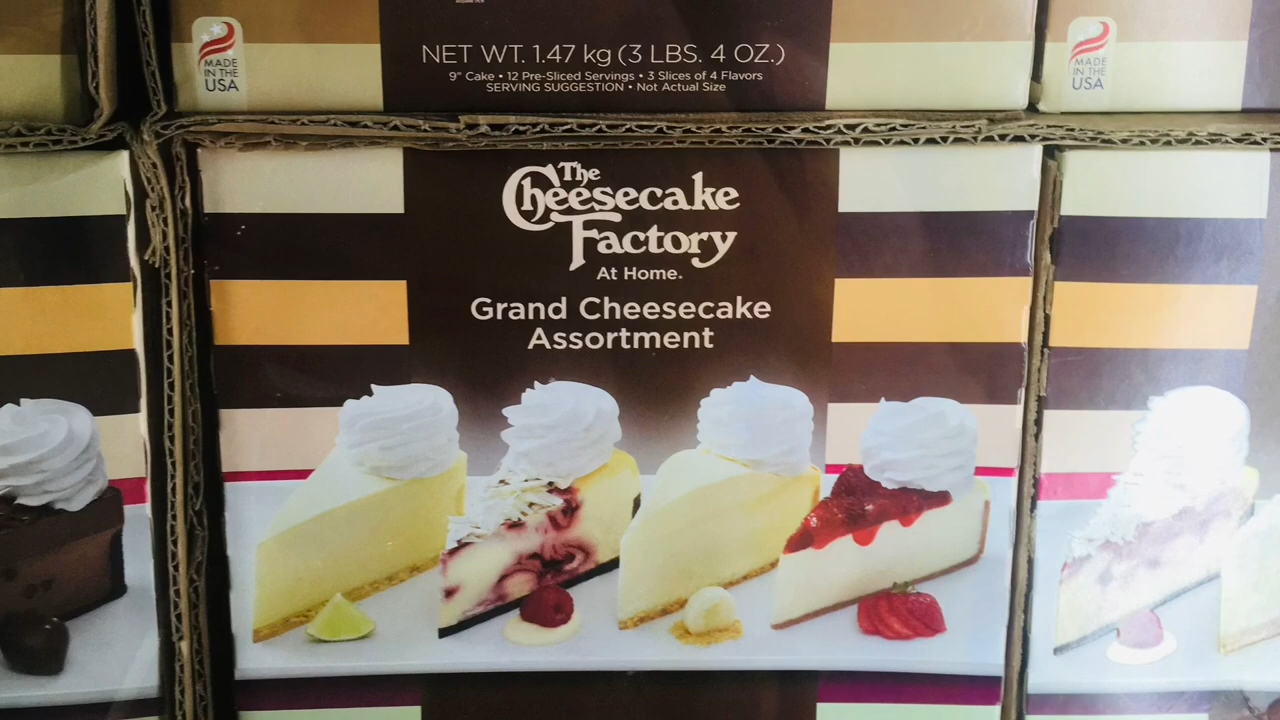 MADE
IN THE
USA
NET WT. 1.47 kg (3 LBS. 4 OZ.)
9" Cake • 12 Pre-Sliced Servings • 3 Slices of 4 Flavors
SERVING SUGGESTION • Not Actual Size
MADE
IN THE
USA
The
Cheesecake
Factory
At Home.
Grand Cheesecake
Assortment